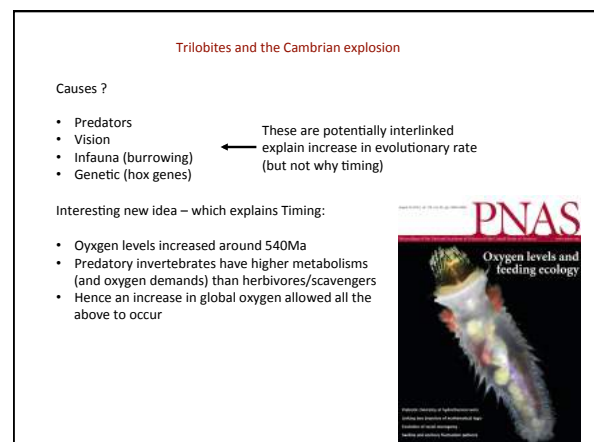 Trilobites and the Cambrian explosion
Causes ?
• Predators
• Vision
• Infauna (burrowing)
• Genetic (hox genes)
These are potentially interlinked
explain increase in evolutionary rate
(but not why timing)
Interesting new idea – which explains Timing:
• Oyxgen levels increased around 540Ma
• Predatory invertebrates have higher metabolisms
(and oxygen demands) than herbivores/scavengers
• Hence an increase in global oxygen allowed all the
above to occur
PNAS
Oxygen levels and
feeding ecology